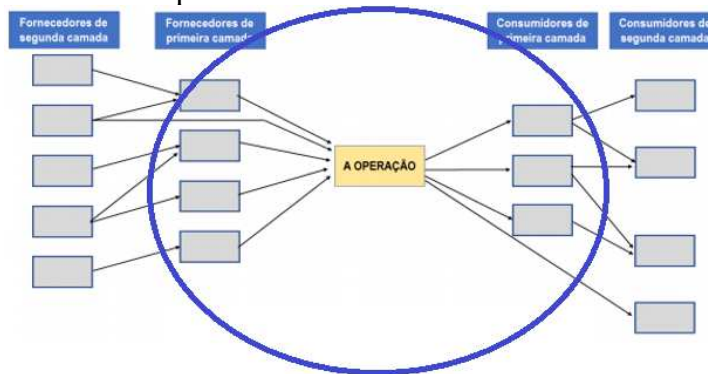 Fornecedores de
segunda camada
Fornecedores de
primeira camada
Consumidores de
primeira camada
Consumidores de
segunda camada
A OPERAÇÃO